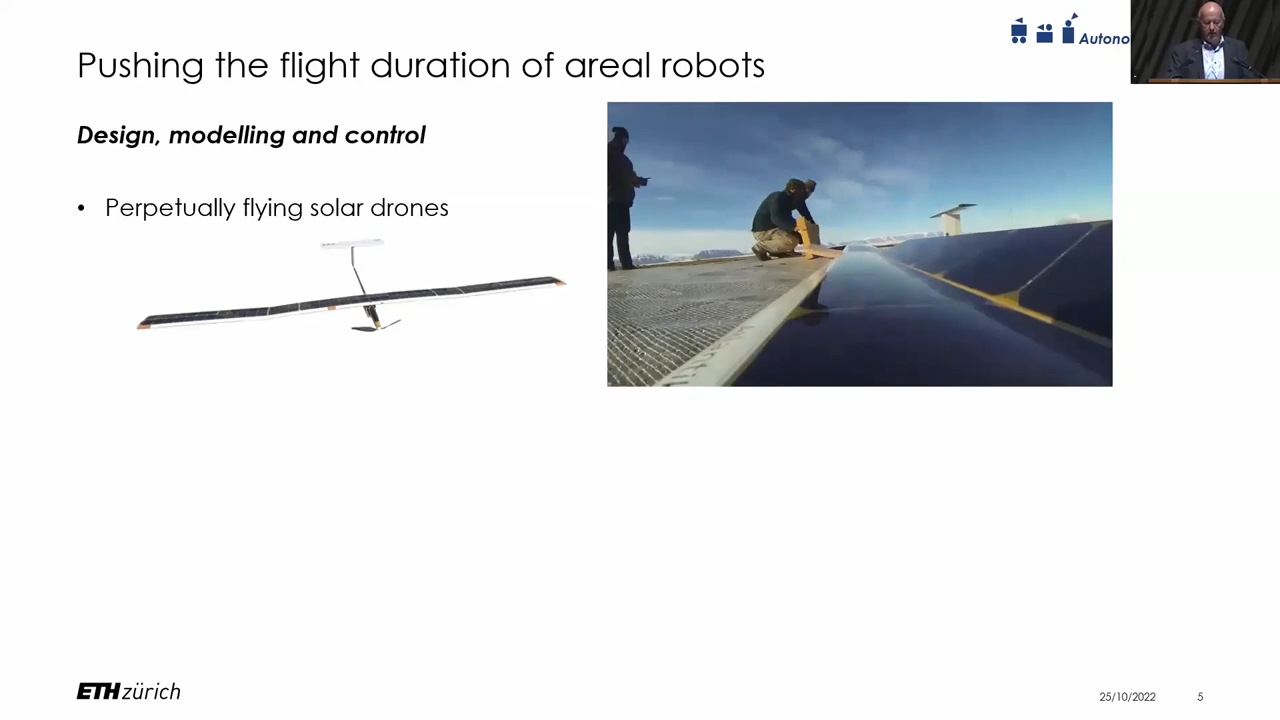 Autono
Pushing the flight duration of areal robots
Design, modelling and control
• Perpetually flying solar drones
ETH zürich
25/10/2022
5